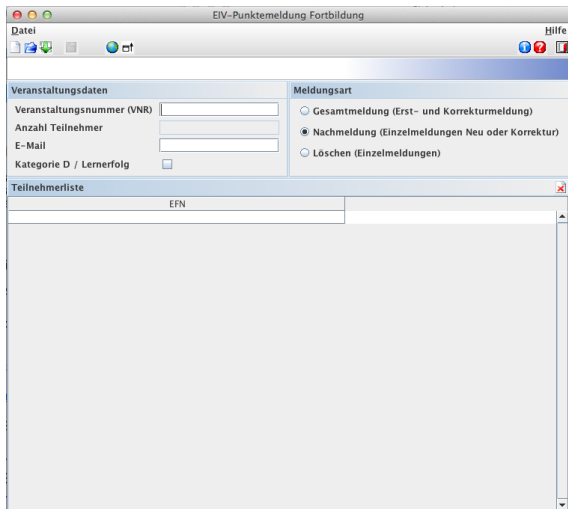 EIV-Punktemeldung Fortbildung
Datei
Hilfe
Veranstaltungsdaten
Veranstaltungsnummer (VNR)
Anzahl Teilnehmer
E-Mail
Kategorie D / Lernerfolg
Meldungsart
Gesamtmeldung (Erst- und Korrekturmeldung)
Nachmeldung (Einzelmeldungen Neu oder Korrektur)
Löschen (Einzelmeldungen)
Teilnehmerliste
EFN